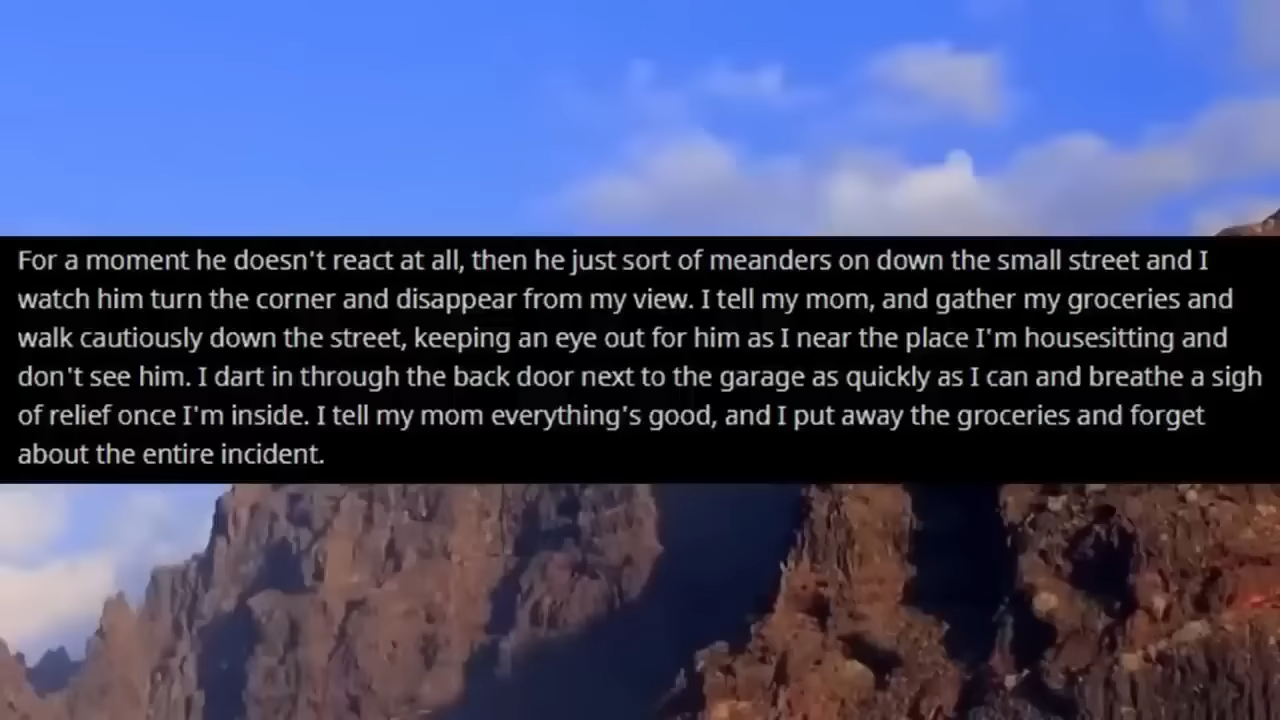 For a moment he doesn't react at all, then he just sort of meanders on down the small street and I
watch him turn the corner and disappear from my view. I tell my mom, and gather my groceries and
walk cautiously down the street, keeping an eye out for him as I near the place I'm housesitting and
don't see him. I dart in through the back door next to the garage as quickly as I can and breathe a sigh
of relief once I'm inside. I tell my mom everything's good, and I put away the groceries and forget
about the entire incident.